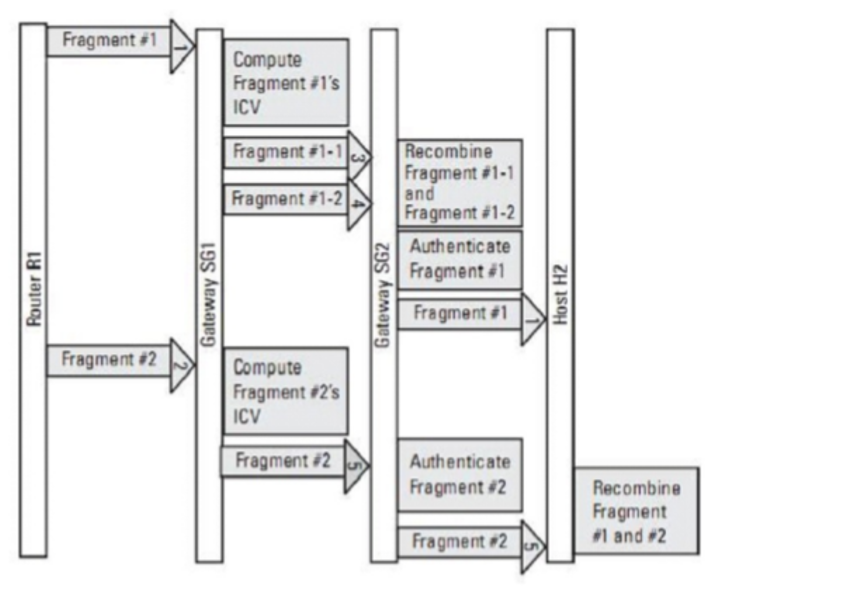 Fragment #1
1
Compute
Fragment #1's
ICV
Fragment #1-1
3
Fragment #1-2
4
Recombine
Fragment #1-1
and
Fragment #1-2
Authenticate
Fragment #1
Fragment #1
1
Router R1
Gateway SG1
Gateway SG2
Host H2
Fragment #2
2
Compute
Fragment #2's
ICV
Fragment #2
5
Authenticate
Fragment #2
Fragment #2
5
Recombine
Fragment
#1 and #2